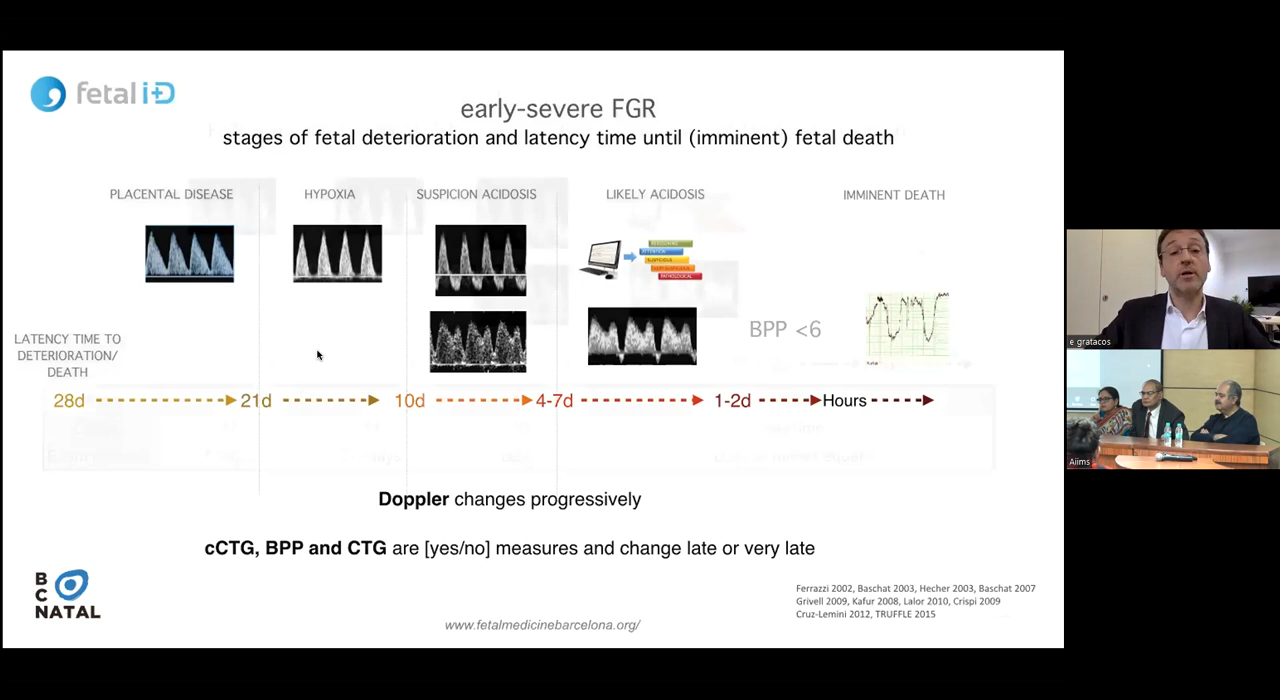 fetal i+D
early-severe FGR
stages of fetal deterioration and latency time until (imminent) fetal death
PLACENTAL DISEASE
HYPOXIA
SUSPICION ACIDOSIS
LIKELY ACIDOSIS
IMMINENT DEATH
REASSURING
ATTENTION
PATHOLOGICAL
BPP <6
LATENCY TIME TO
DETERIORATION/
DEATH
28d
21d
10d
4-7d
1-2d
Hours
Doppler changes progressively
cCTG, BPP and CTG are [yes/no] measures and change late or very late
B
C
NATAL
Ferrazzi 2002, Baschat 2003, Hecher 2003, Baschat 2007
Grivell 2009, Kafur 2008, Lalor 2010, Crispi 2009
Cruz-Lemini 2012, TRUFFLE 2015
www.fetalmedicinebarcelona.org/
e gratacos
Aiims